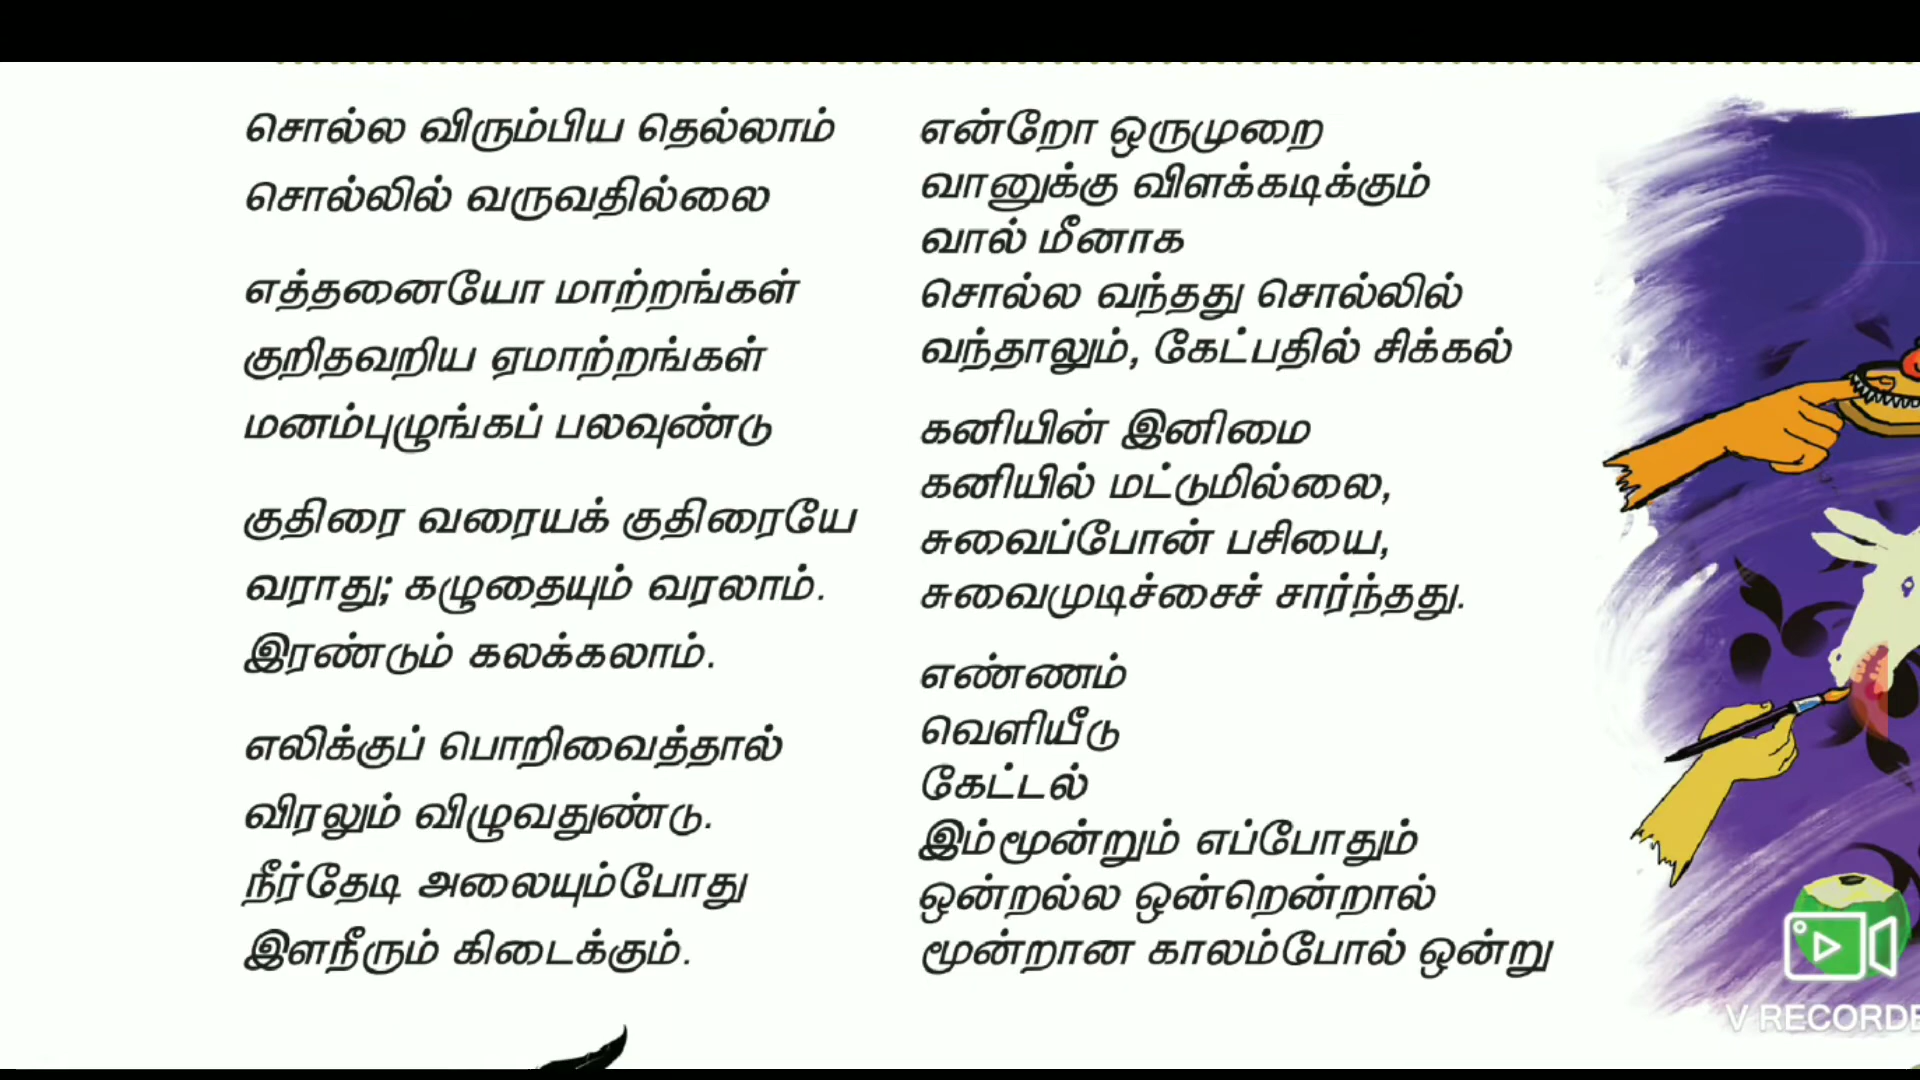 சொல்ல விரும்பிய தெல்லாம்
சொல்லில் வருவதில்லை
எத்தனையோ மாற்றங்கள்
குறிதவறிய ஏமாற்றங்கள்
மனம்புழுங்கப் பலவுண்டு
குதிரை வரையக் குதிரையே
வராது; கழுதையும் வரலாம்.
இரண்டும் கலக்கலாம்.
எலிக்குப் பொறிவைத்தால்
விரலும் விழுவதுண்டு.
நீர்தேடி அலையும்போது
இளநீரும் கிடைக்கும்.
என்றோ ஒருமுறை
வானுக்கு விளக்கடிக்கும்
வால் மீனாக
சொல்ல வந்தது சொல்லில்
வந்தாலும், கேட்பதில் சிக்கல்
கனியின் இனிமை
கனியில் மட்டுமில்லை,
சுவைப்போன் பசியை,
சுவைமுடிச்சைச் சார்ந்தது.
எண்ணம்
வெளியீடு
கேட்டல்
இம்மூன்றும் எப்போதும்
ஒன்றல்ல ஒன்றென்றால்
மூன்றான காலம்போல் ஒன்று
V RECORDE